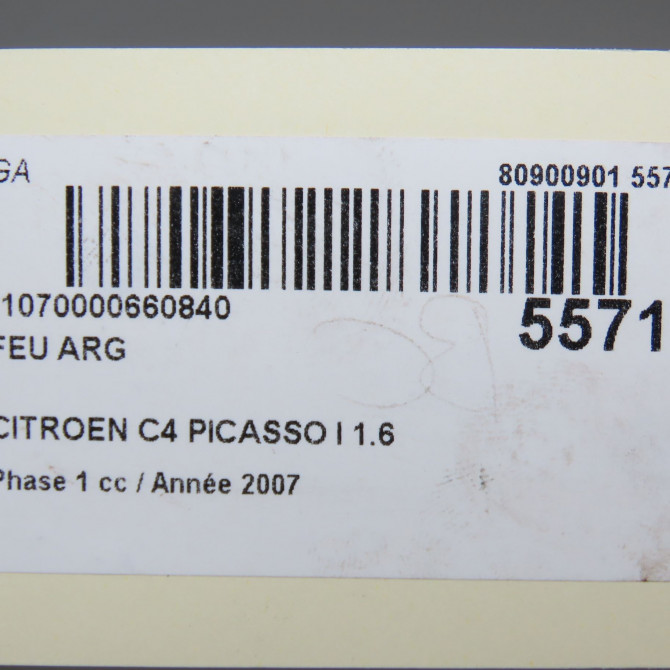 GA
80900901 557
1070000660840
5571
FEU ARG
CITROEN C4 PICASSO I 1.6
Phase 1 cc / Année 2007